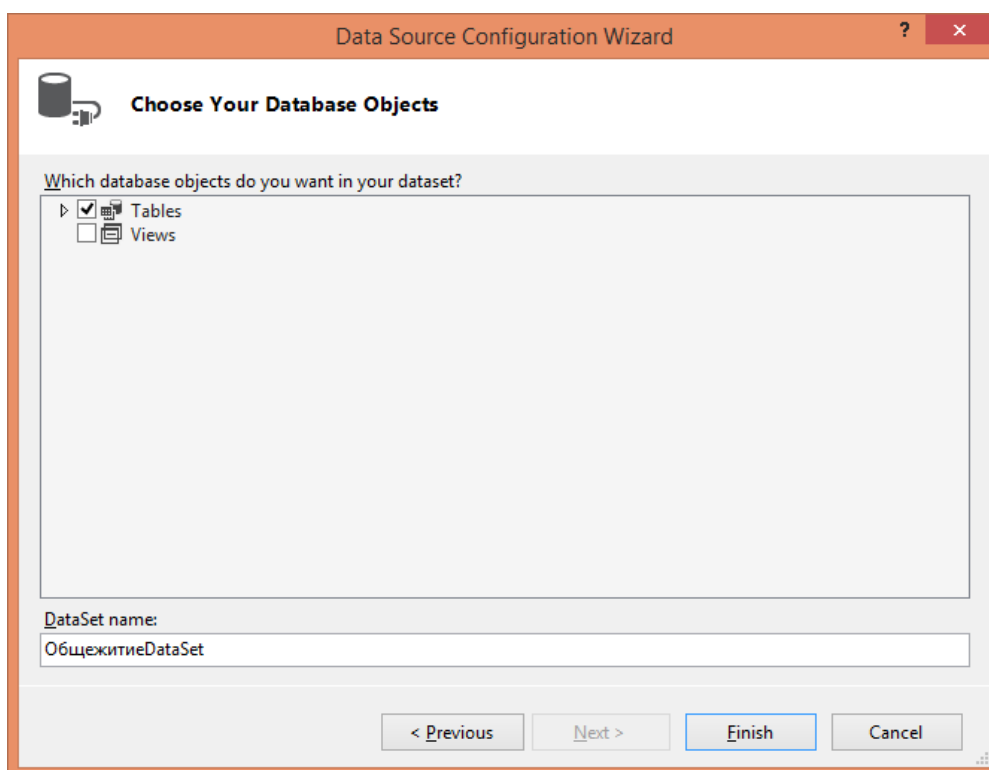 Data Source Configuration Wizard
?
×
Choose Your Database Objects
Which database objects do you want in your dataset?
Tables
Views
DataSet name:
ОбщежитиеDataSet
< Previous
Next >
Finish
Cancel